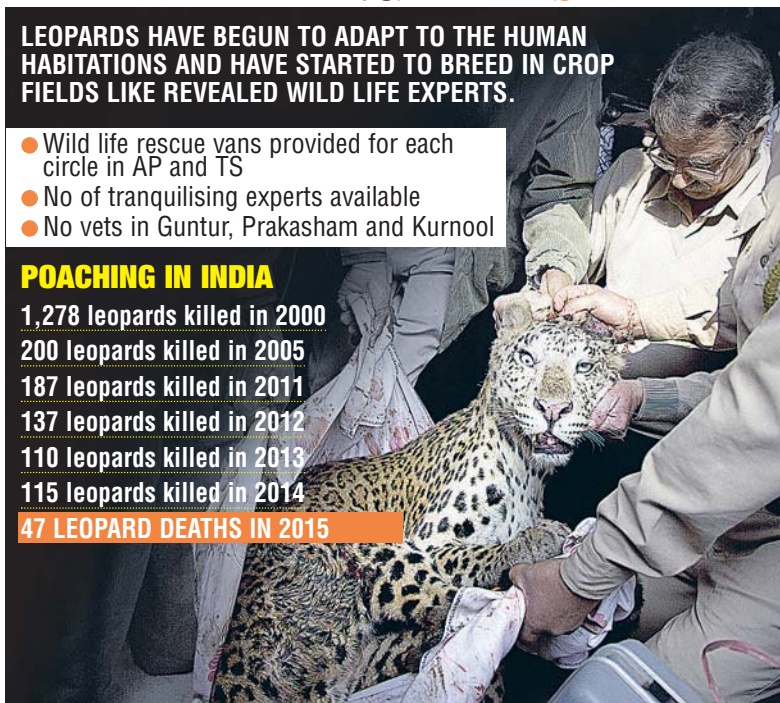 LEOPARDS HAVE BEGUN TO ADAPT TO THE HUMAN
HABITATIONS AND HAVE STARTED TO BREED IN CROP
FIELDS LIKE REVEALED WILD LIFE EXPERTS.
● Wild life rescue vans provided for each
circle in AP and TS
● No of tranquilising experts available
● No vets in Guntur, Prakasham and Kurnool
POACHING IN INDIA
1,278 leopards killed in 2000
200 leopards killed in 2005
187 leopards killed in 2011
137 leopards killed in 2012
110 leopards killed in 2013
115 leopards killed in 2014
47 LEOPARD DEATHS IN 2015